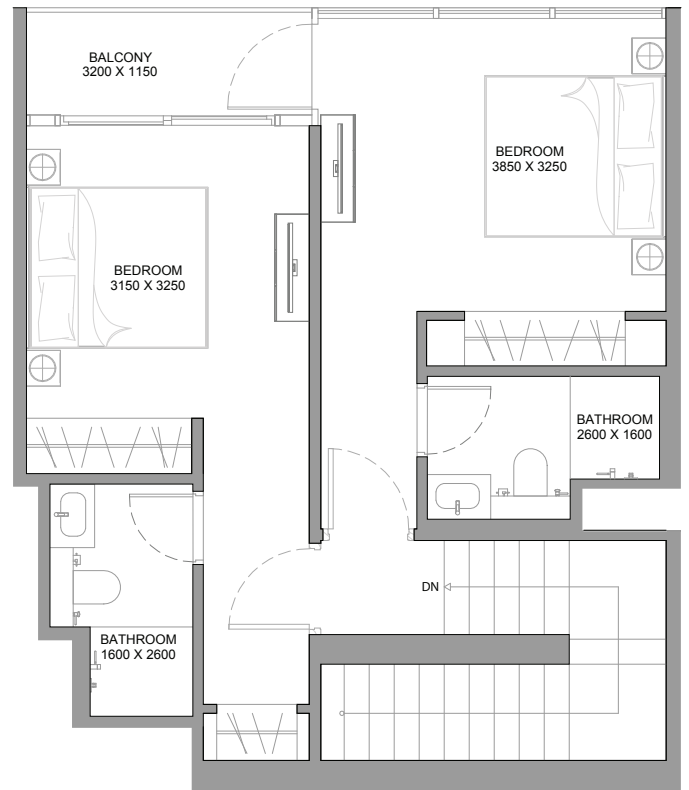 BALCONY
3200 X 1150
BEDROOM
3850 X 3250
BEDROOM
3150 X 3250
BATHROOM
2600 X 1600
DN
BATHROOM
1600 X 2600